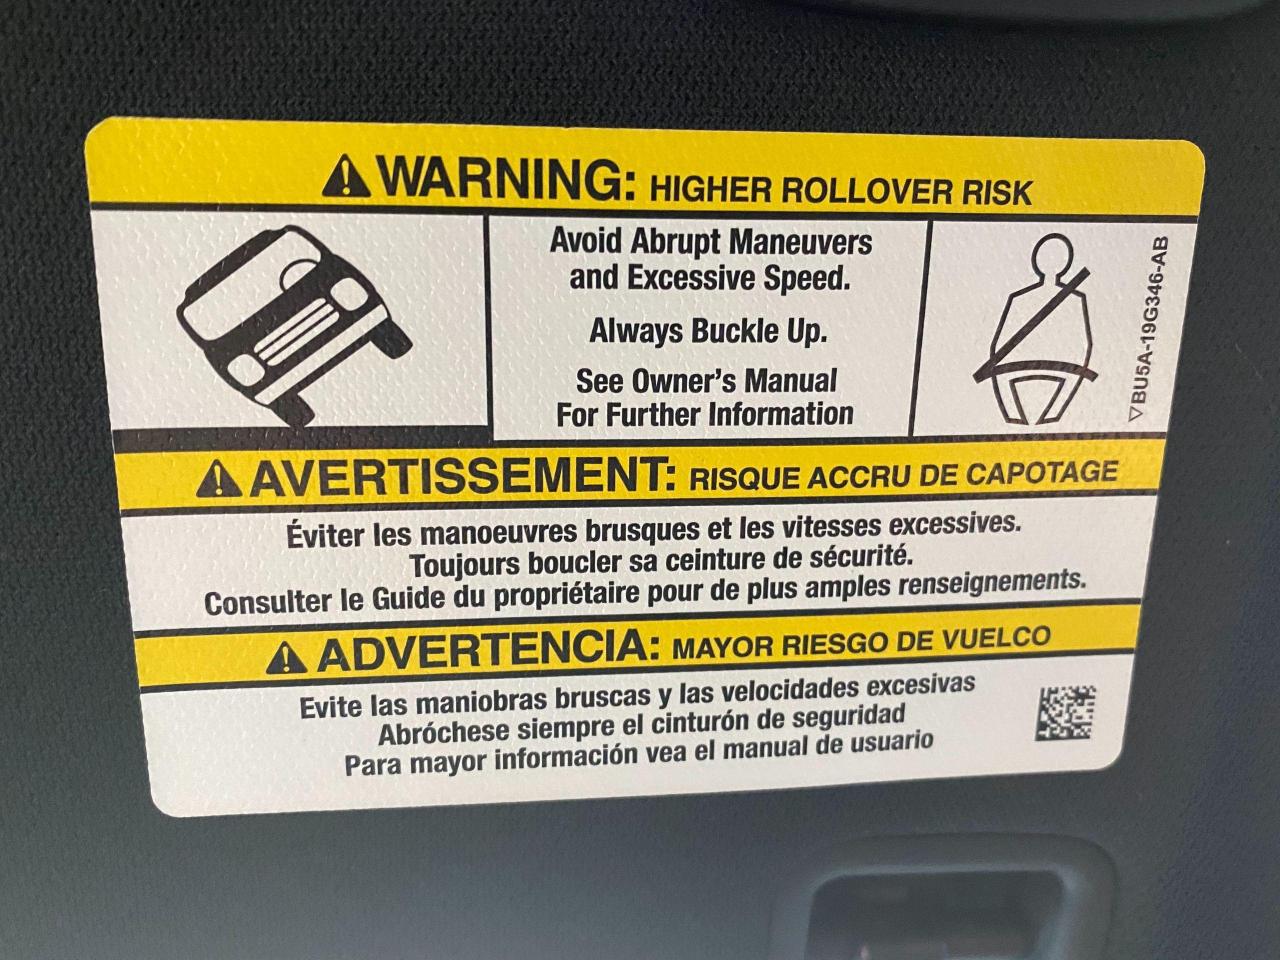 WARNING: HIGHER ROLLOVER RISK
Avoid Abrupt Maneuvers
and Excessive Speed.
Always Buckle Up.
See Owner's Manual
For Further Information
BU5A-19G346-AB
AVERTISSEMENT: RISQUE ACCRU DE CAPOTAGE
Éviter les manoeuvres brusques et les vitesses excessives.
Toujours boucler sa ceinture de sécurité.
Consulter le Guide du propriétaire pour de plus amples renseignements.
ADVERTENCIA: MAYOR RIESGO DE VUELCO
Evite las maniobras bruscas y las velocidades excesivas
Abróchese siempre el cinturón de seguridad
Para mayor información vea el manual de usuario